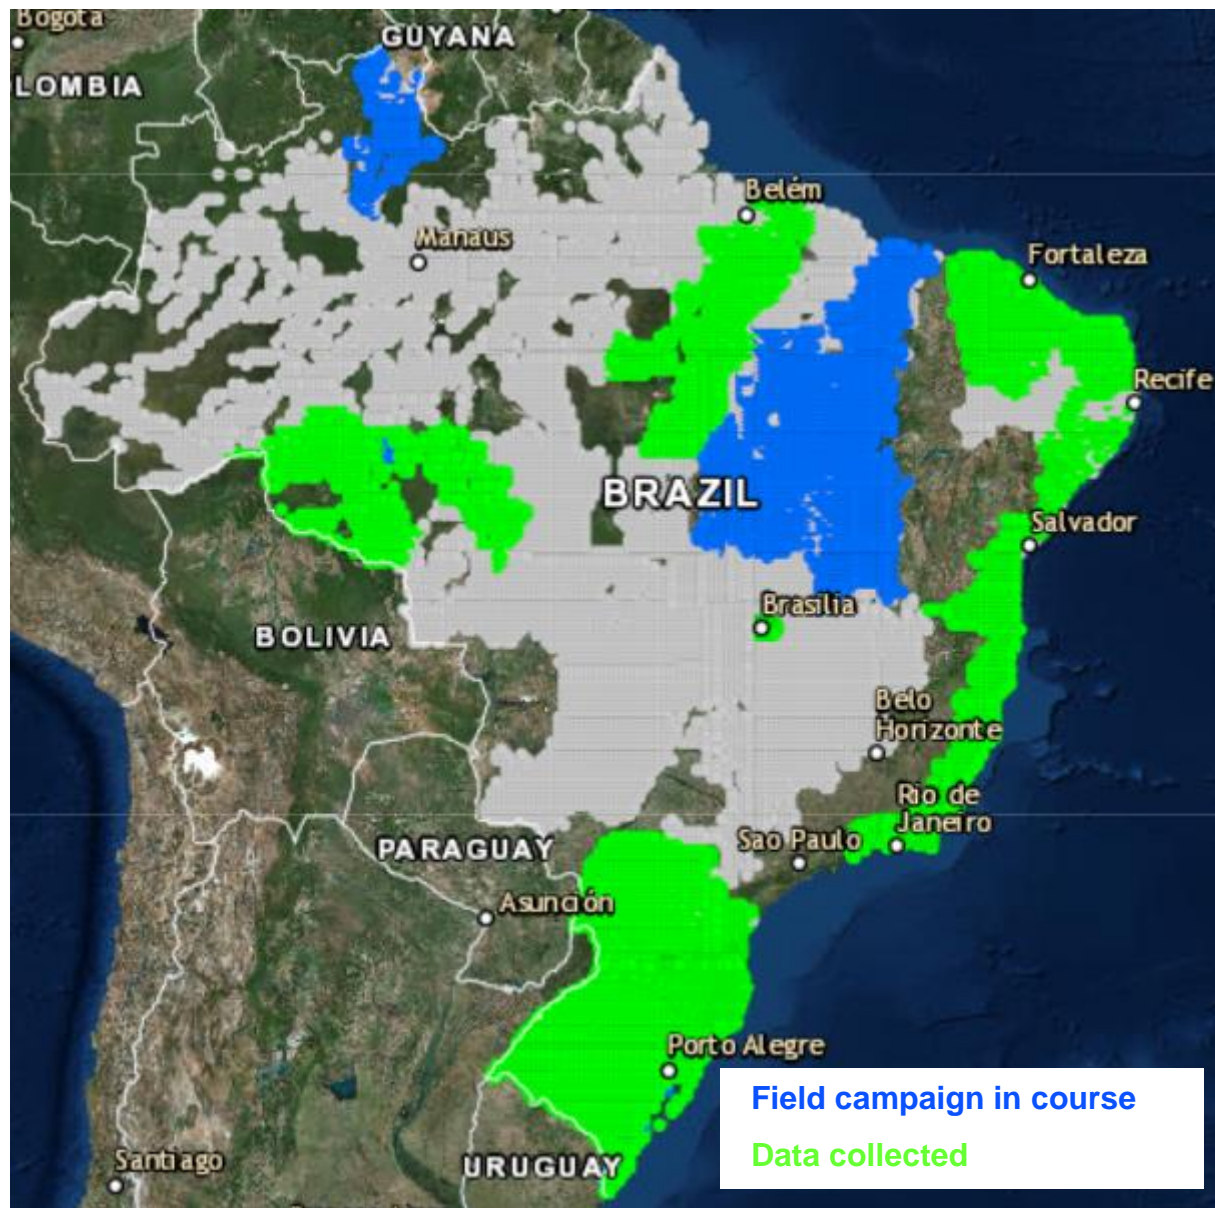 Bogota
GUYANA
LOMBIA
Belém
Manaus
Fortaleza
Recife
BRAZIL
Salvador
Brasilia
BOLIVIA
Belo
Horizonte
Rio de
Janeiro
PARAGUAY
Sao Paulo
Asunción
Porto Alegre
Field campaign in course
Data collected
Santiago
URUGUAY